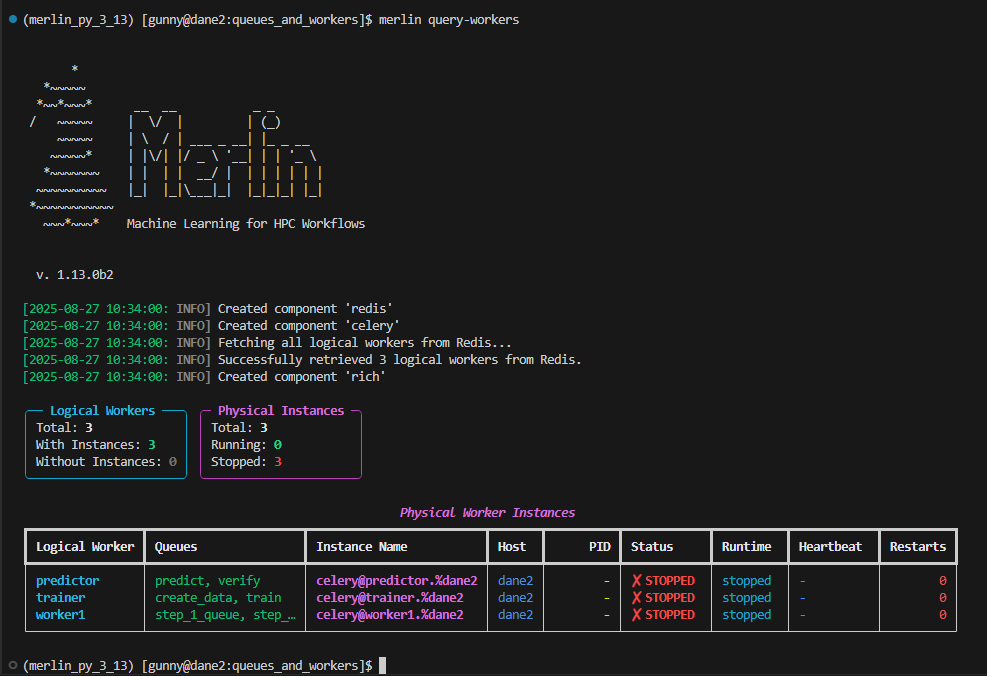 (merlin_py_3_13) [gunny@dane2:queues_and_workers]$ merlin query-workers
Merlin
Machine Learning for HPC Workflows
v. 1.13.0b2
[2025-08-27 10:34:00: INFO] Created component 'redis'
[2025-08-27 10:34:00: INFO] Created component 'celery'
[2025-08-27 10:34:00: INFO] Fetching all logical workers from Redis...
[2025-08-27 10:34:00: INFO] Successfully retrieved 3 logical workers from Redis.
[2025-08-27 10:34:00: INFO] Created component 'rich'
Logical Workers Physical Instances
Total: 3 Total: 3
With Instances: 3 Running: 0
Without Instances: 0 Stopped: 3
Physical Worker Instances
Logical Worker Queues Instance Name Host PID Status Runtime Heartbeat Restarts
predictor predict, verify celery@predictor.%dane2 dane2 - ✗ STOPPED stopped - 0
trainer create_data, train celery@trainer.%dane2 dane2 - ✗ STOPPED stopped - 0
worker1 step_1_queue, step_… celery@worker1.%dane2 dane2 - ✗ STOPPED stopped - 0
(merlin_py_3_13) [gunny@dane2:queues_and_workers]$